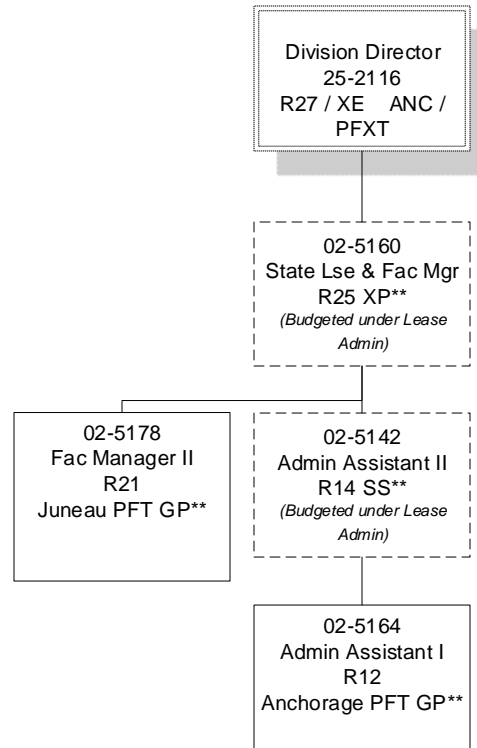 Division Director
25-2116
R27 / XE ANC /
PFXT
02-5160
State Lse & Fac Mgr
R25 XP**
(Budgeted under Lease
Admin)
02-5178
Fac Manager II
R21
Juneau PFT GP**
02-5142
Admin Assistant II
R14 SS**
(Budgeted under Lease
Admin)
02-5164
Admin Assistant I
R12
Anchorage PFT GP**